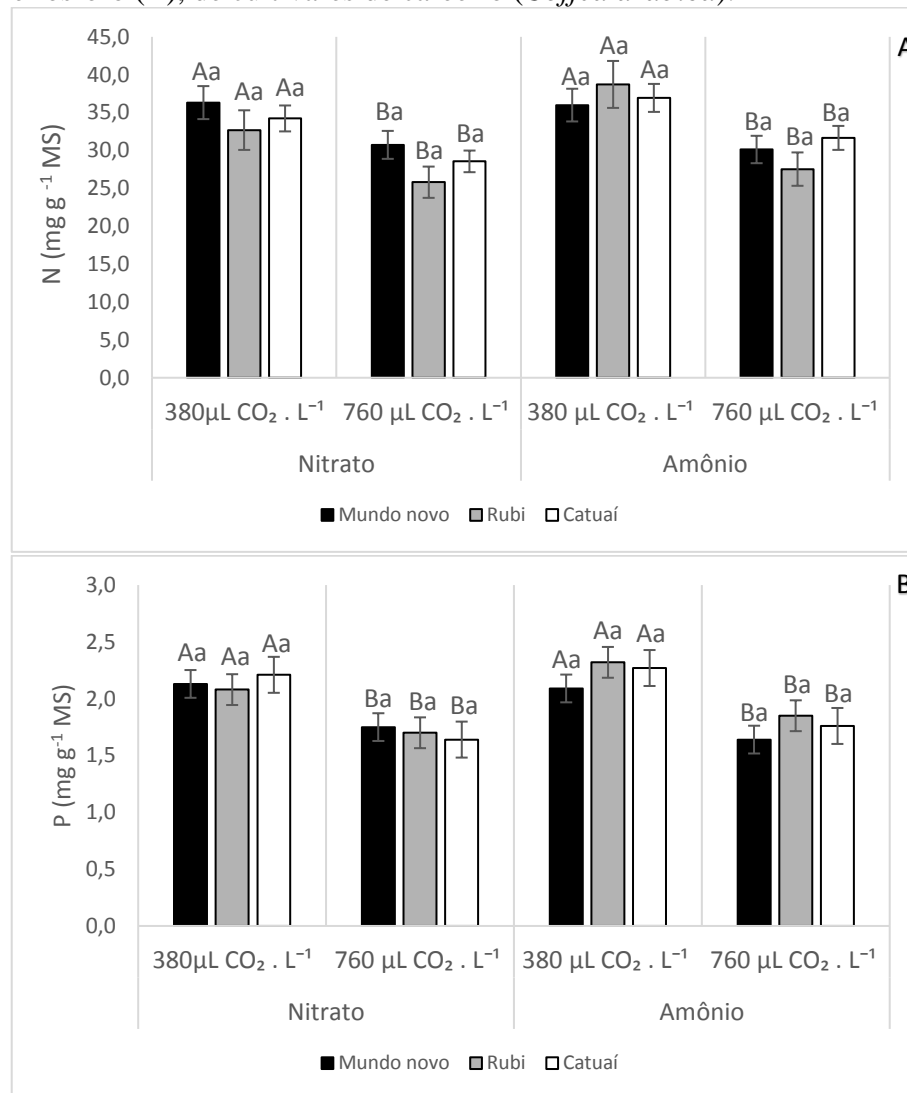 (Coffea arabica).
A
45,0
40,0
35,0
30,0
25,0
20,0
15,0
10,0
5,0
0,0
N (mg g ⁻¹ MS)
Aa Aa Aa Ba Ba Ba Aa Aa Aa Ba Ba Ba
380µL CO₂ . L⁻¹ 760 µL CO₂ . L⁻¹ 380 µL CO₂ . L⁻¹ 760 µL CO₂ . L⁻¹
Nitrato Amônio
Mundo novo Rubi Catuaí
B
3,0
2,5
2,0
1,5
1,0
0,5
0,0
P (mg g⁻¹ MS)
Aa Aa Aa Ba Ba Ba Aa Aa Aa Ba Ba Ba
380µL CO₂ . L⁻¹ 760 µL CO₂ . L⁻¹ 380 µL CO₂ . L⁻¹ 760 µL CO₂ . L⁻¹
Nitrato Amônio
Mundo novo Rubi Catuaí